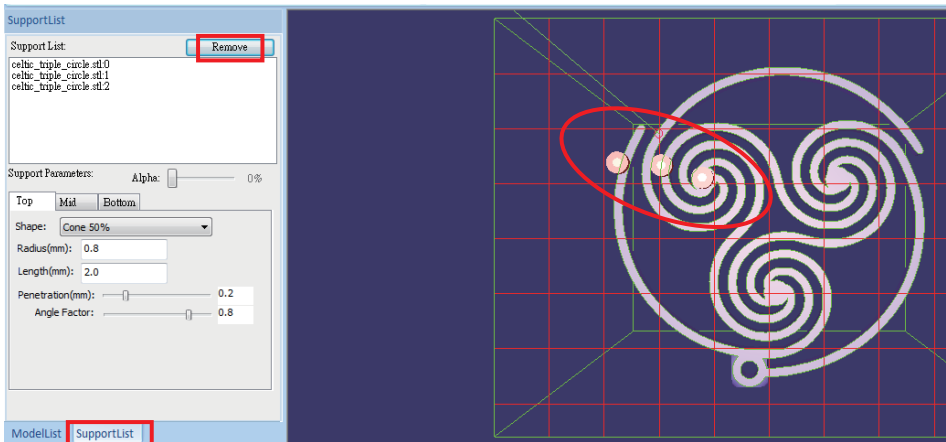 SupportList
Support List:
Remove
celtic_triple_circle.stl:0
celtic_triple_circle.stl:1
celtic_triple_circle.stl:2
Support Parameters:
Alpha:
0%
Top Mid Bottom
Shape: Cone 50%
Radius(mm): 0.8
Length(mm): 2.0
Penetration(mm): 0.2
Angle Factor: 0.8
ModelList SupportList